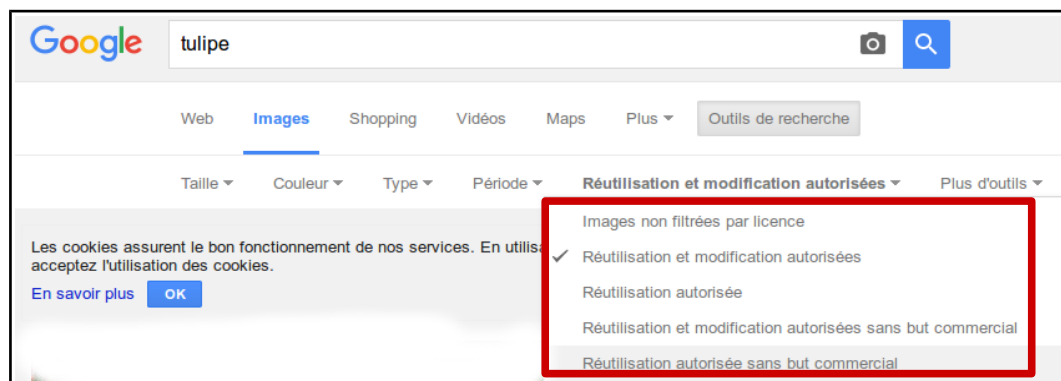 Google tulipe
Web Images Shopping Vidéos Maps Plus Outils de recherche
Taille Couleur Type Période Réutilisation et modification autorisées Plus d'outils
Images non filtrées par licence
Les cookies assurent le bon fonctionnement de nos services. En
acceptez l'utilisation des cookies.
Réutilisation et modification autorisées
En savoir plus OK
Réutilisation autorisée
Réutilisation et modification autorisées sans but commercial
Réutilisation autorisée sans but commercial